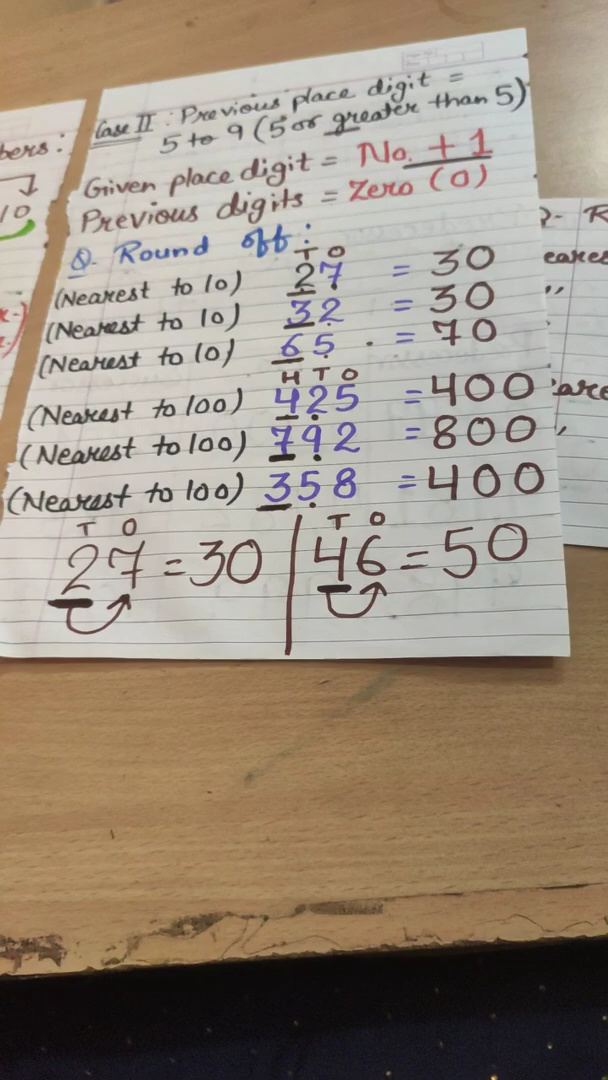 bers:
10
Case II : Previous place digit =
5 to 9 (5 or greater than 5)
Given place digit = No. + 1
Previous digits = Zero (0)
Q. Round off :
T O
(Nearest to 10) 27 = 30
(Nearest to 10) 32 = 30
(Nearest to 10) 65 . = 70
H T O
(Nearest to 100) 425 = 400
(Nearest to 100) 792 = 800
(Nearest to 100) 358 = 400
T O T O
27 = 30 | 46 = 50